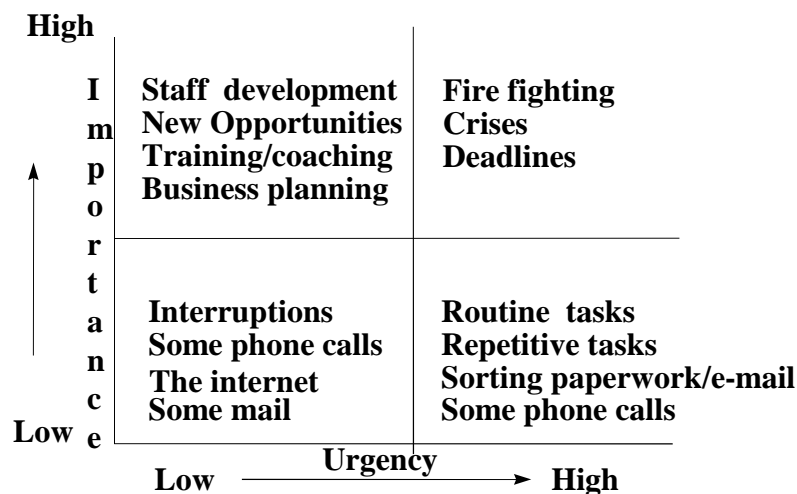 High
Importance
Staff development
New Opportunities
Training/coaching
Business planning
Fire fighting
Crises
Deadlines
Interruptions
Some phone calls
The internet
Some mail
Routine tasks
Repetitive tasks
Sorting paperwork/e-mail
Some phone calls
Low
Urgency
Low
High